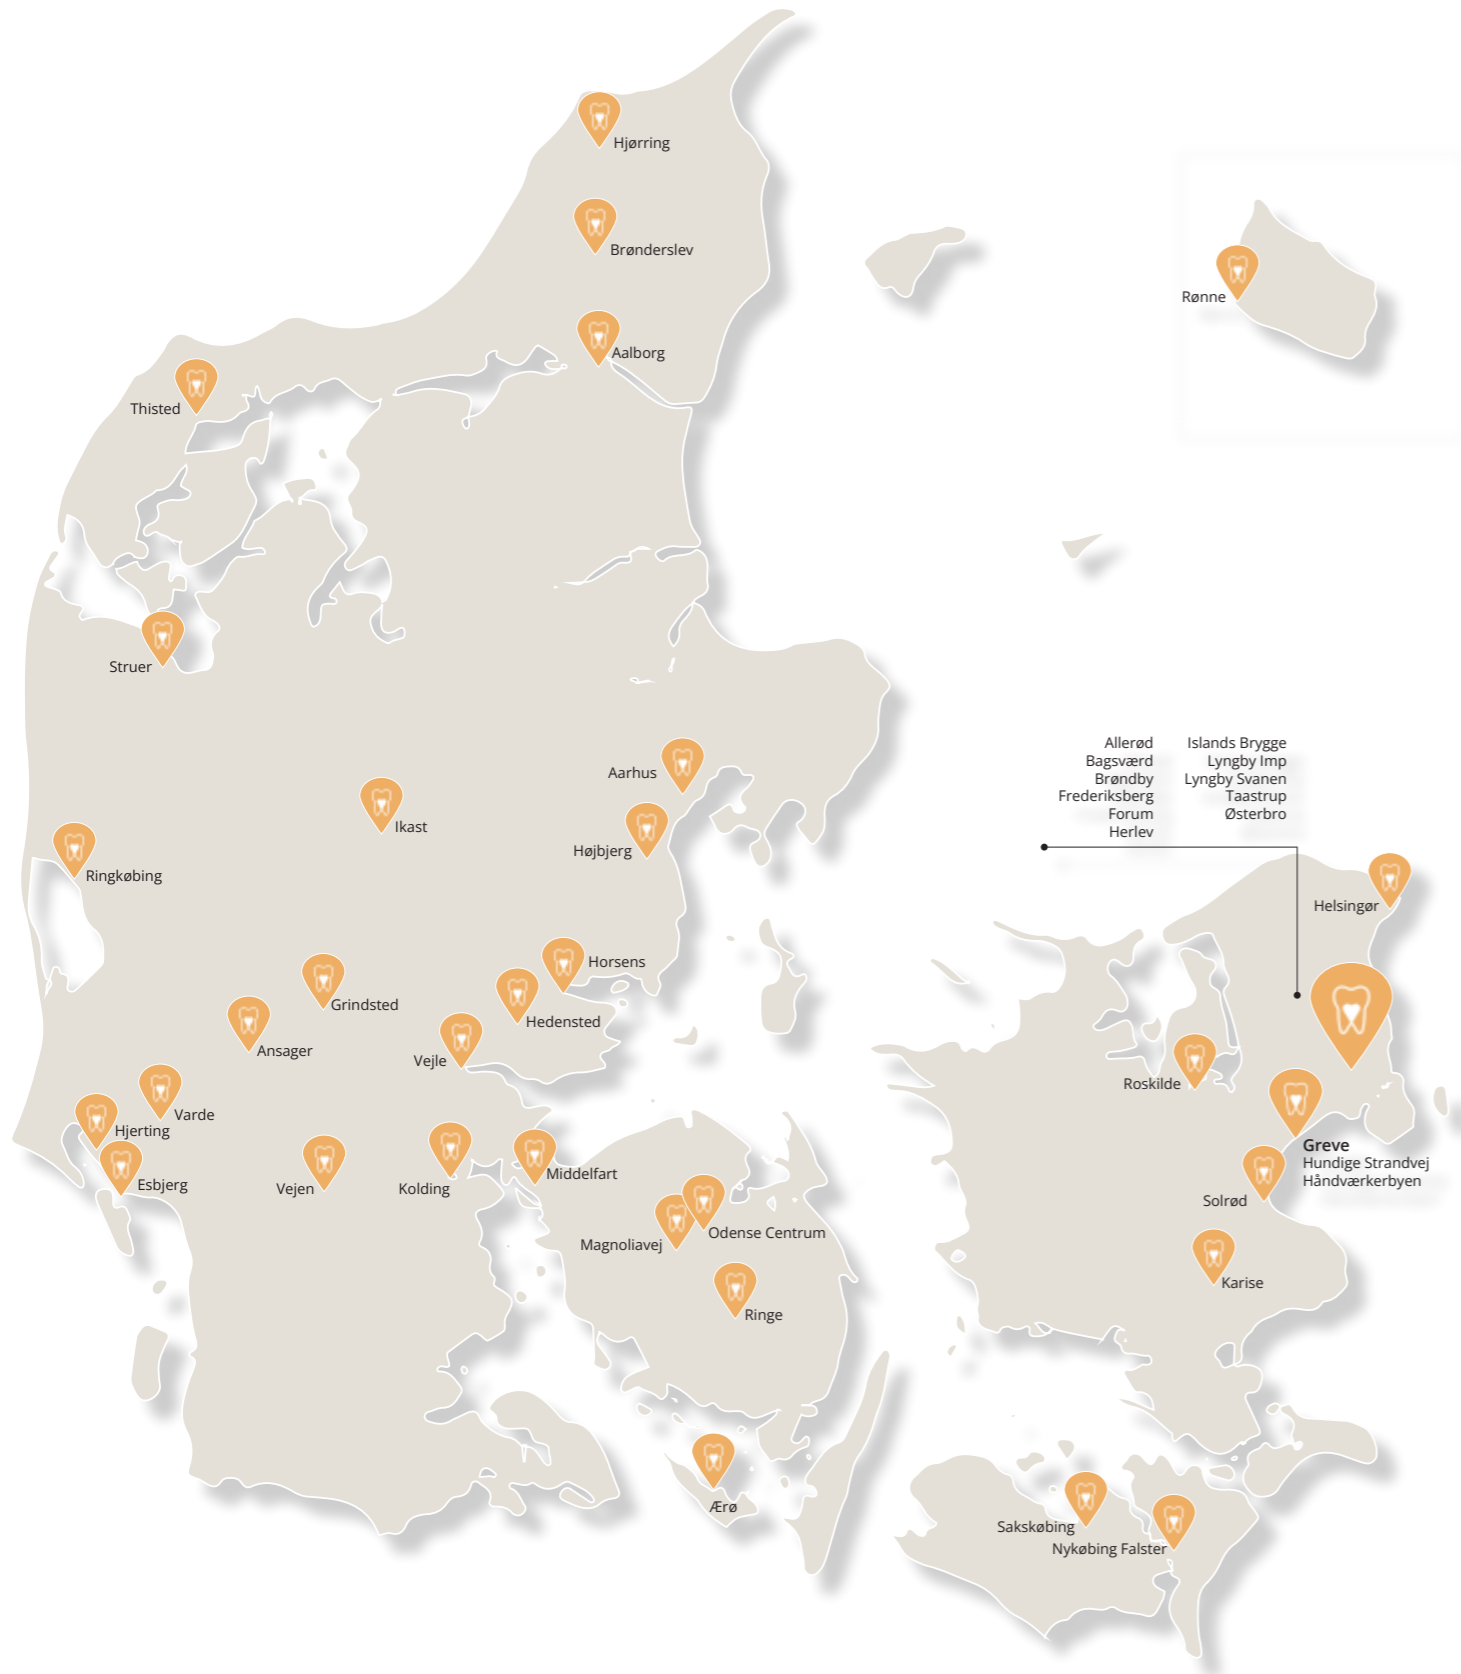 Hjørring
Brønderslev
Rønne
Aalborg
Thisted
Struer
Aarhus
Ikast
Højbjerg
Ringkøbing
Allerød
Bagsværd
Brøndby
Frederiksberg
Forum
Herlev
Islands Brygge
Lyngby Imp
Lyngby Svanen
Taastrup
Østerbro
Helsingør
Horsens
Grindsted
Hedensted
Ansager
Vejle
Roskilde
Varde
Hjerting
Esbjerg
Vejen
Kolding
Middelfart
Greve
Hundige Strandvej
Håndværkerbyen
Solrød
Odense Centrum
Magnoliavej
Karise
Ringe
Ærø
Sakskøbing
Nykøbing Falster